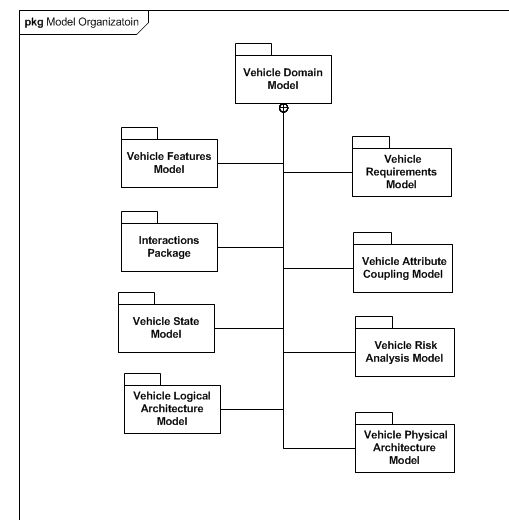 pkg Model Organizatoin
Vehicle Domain
Model
Vehicle Features
Model
Vehicle
Requirements
Model
Interactions
Package
Vehicle Attribute
Coupling Model
Vehicle State
Model
Vehicle Risk
Analysis Model
Vehicle Logical
Architecture
Model
Vehicle Physical
Architecture
Model